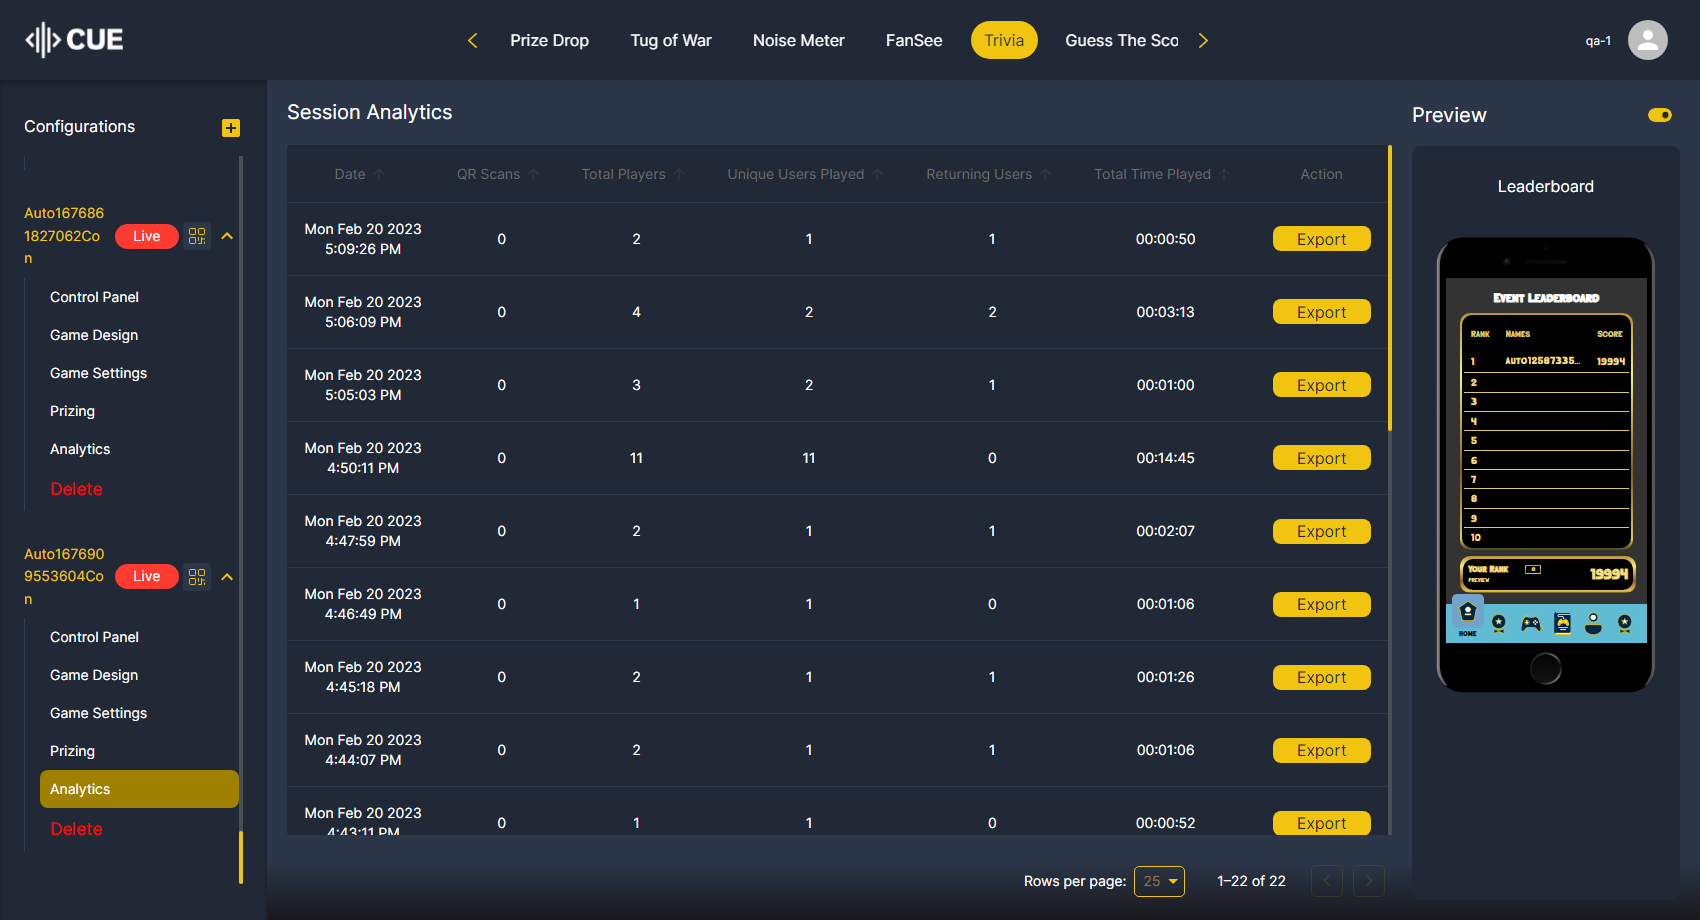 CUE
Prize Drop
Tug of War
Noise Meter
FanSee
Trivia
Guess The Sco
qa-1
Configurations
Auto167686
1827062Co
n
Live
Control Panel
Game Design
Game Settings
Prizing
Analytics
Delete
Auto167690
9553604Co
n
Live
Control Panel
Game Design
Game Settings
Prizing
Analytics
Delete
Session Analytics
Date QR Scans Total Players Unique Users Played Returning Users Total Time Played Action
Mon Feb 20 2023
5:09:26 PM
0 2 1 1 00:00:50 Export
Mon Feb 20 2023
5:06:09 PM
0 4 2 2 00:03:13 Export
Mon Feb 20 2023
5:05:03 PM
0 3 2 1 00:01:00 Export
Mon Feb 20 2023
4:50:11 PM
0 11 11 0 00:14:45 Export
Mon Feb 20 2023
4:47:59 PM
0 2 1 1 00:02:07 Export
Mon Feb 20 2023
4:46:49 PM
0 1 1 0 00:01:06 Export
Mon Feb 20 2023
4:45:18 PM
0 2 1 1 00:01:26 Export
Mon Feb 20 2023
4:44:07 PM
0 2 1 1 00:01:06 Export
Mon Feb 20 2023
4:43:11 PM
0 1 1 0 00:00:52 Export
Rows per page: 25 1–22 of 22
Preview
Leaderboard
Event Leaderboard
Rank Names Score
1 AUTO12587335... 19994
2
3
4
5
6
7
8
9
10
Your Rank
PREVIEW
0
19994
HOME